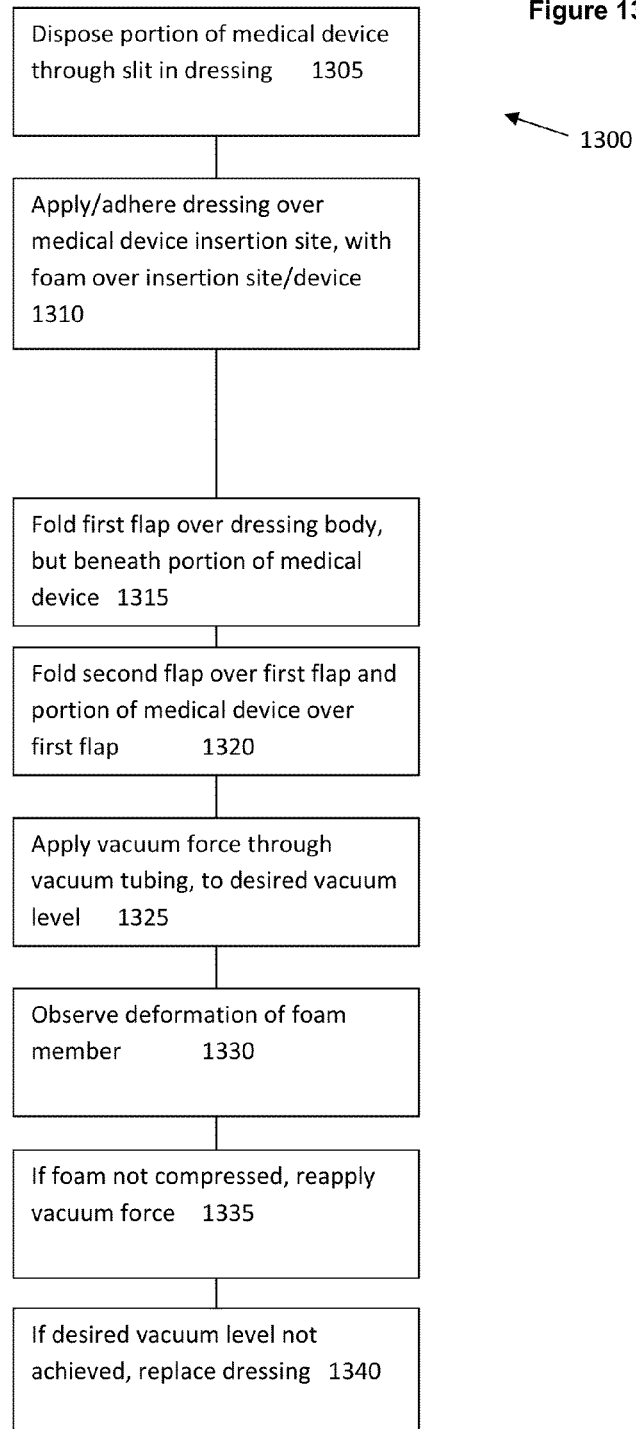 Figure 13
1300
Dispose portion of medical device
through slit in dressing 1305
Apply/adhere dressing over
medical device insertion site, with
foam over insertion site/device
1310
Fold first flap over dressing body,
but beneath portion of medical
device 1315
Fold second flap over first flap and
portion of medical device over
first flap 1320
Apply vacuum force through
vacuum tubing, to desired vacuum
level 1325
Observe deformation of foam
member 1330
If foam not compressed, reapply
vacuum force 1335
If desired vacuum level not
achieved, replace dressing 1340